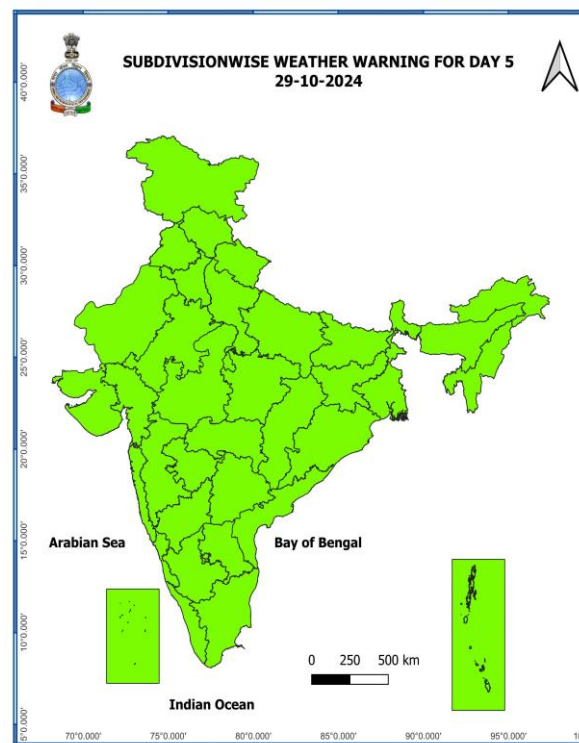 SUBDIVISIONWISE WEATHER WARNING FOR DAY 5
29-10-2024
40°0.000'
35°0.000'
30°0.000'
25°0.000'
20°0.000'
15°0.000'
10°0.000'
5°0.000'
Arabian Sea
Bay of Bengal
0 250 500 km
Indian Ocean
70°0.000' 75°0.000' 80°0.000' 85°0.000' 90°0.000' 95°0.000'